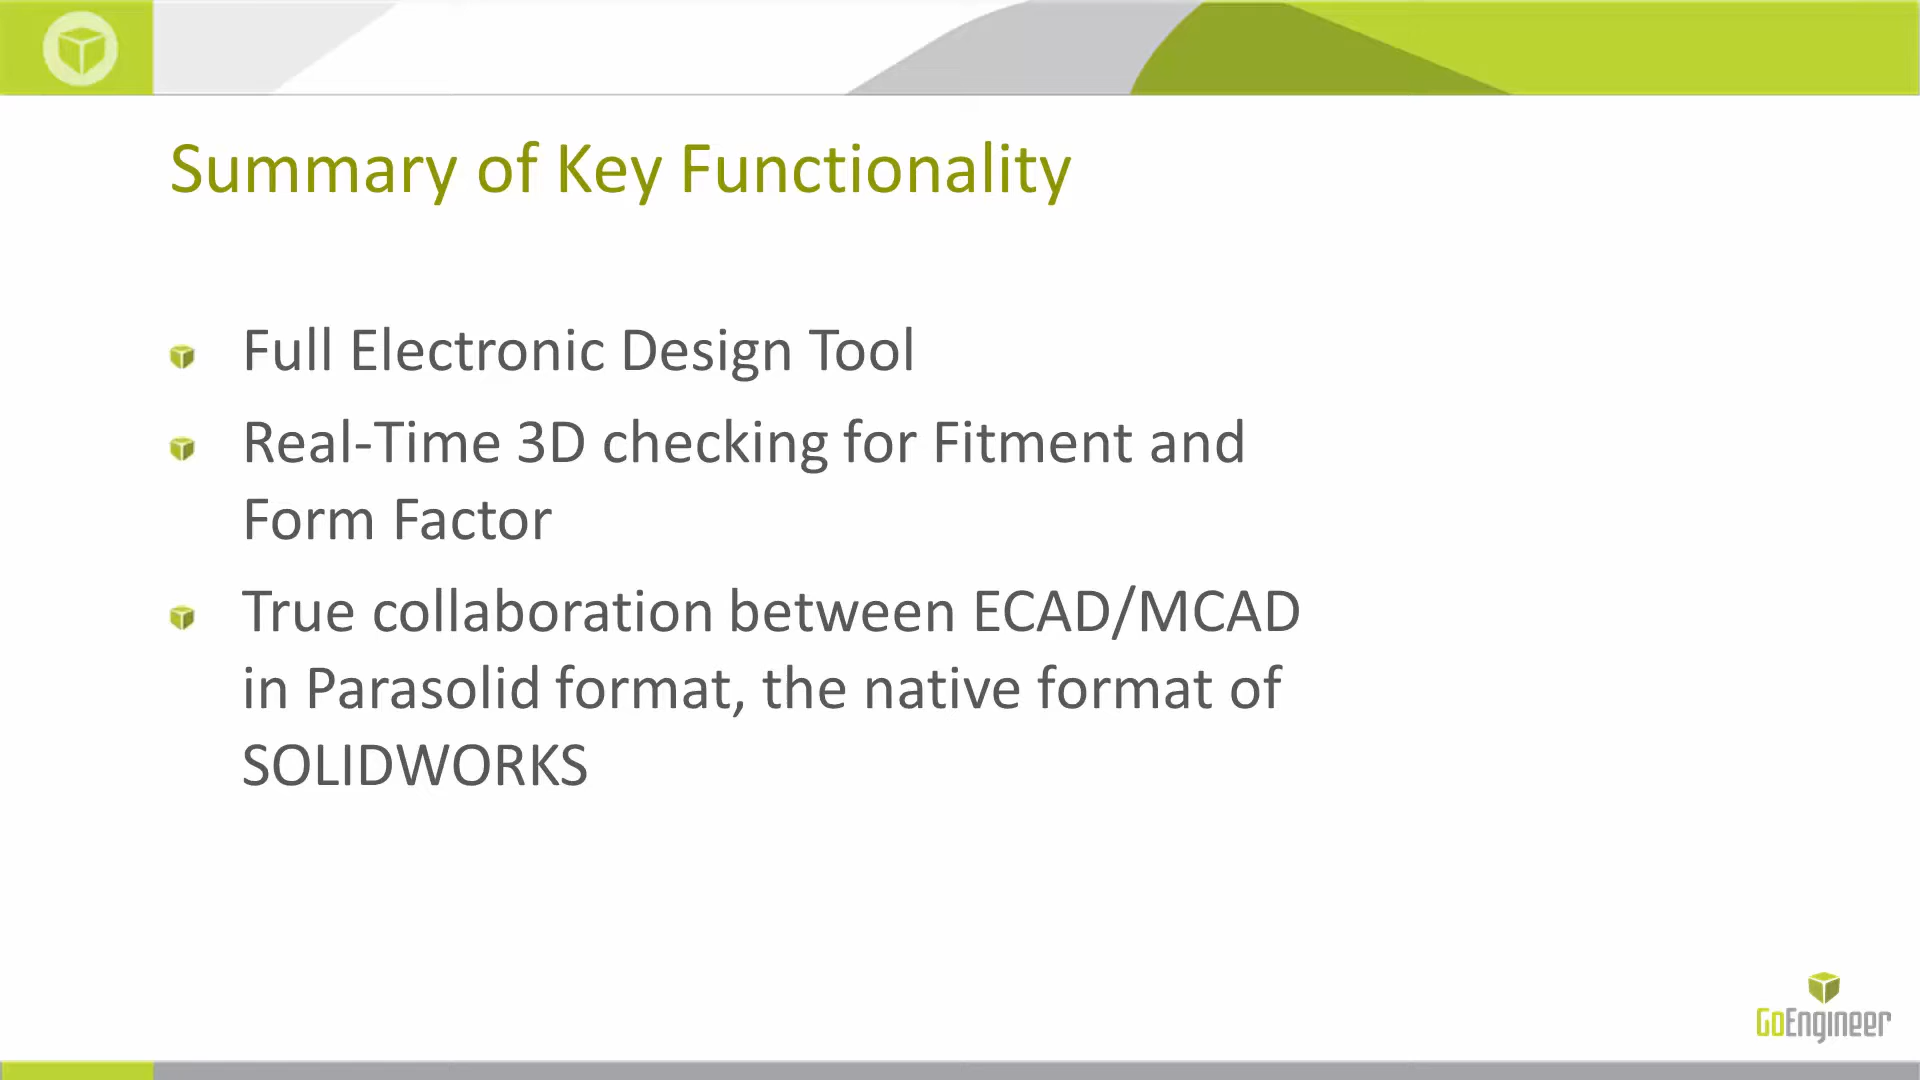 Summary of Key Functionality
Full Electronic Design Tool
Real-Time 3D checking for Fitment and
Form Factor
True collaboration between ECAD/MCAD
in Parasolid format, the native format of
SOLIDWORKS
GoEngineer